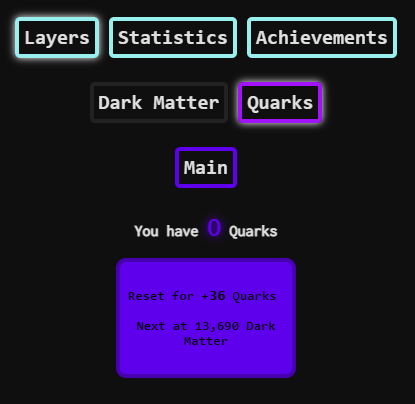 Layers Statistics Achievements
Dark Matter Quarks
Main
You have 0 Quarks
Reset for +36 Quarks
Next at 13,690 Dark
Matter